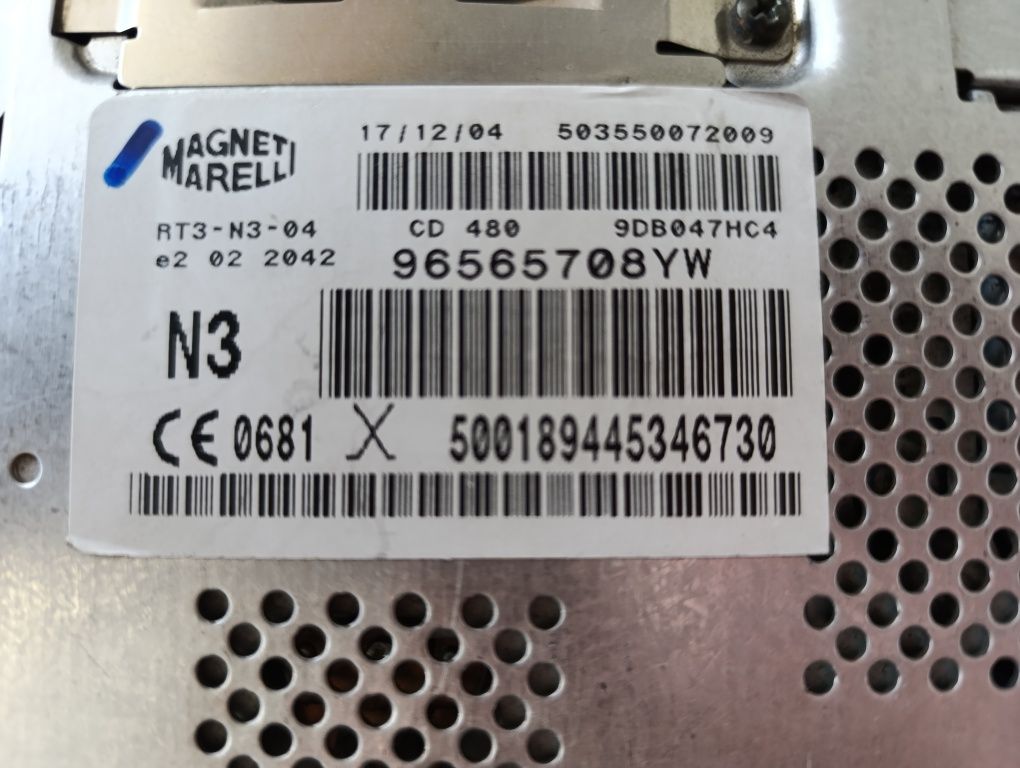 MAGNETI
MARELLI
17/12/04 503550072009
RT3-N3-04 CD 480 9DB047HC4
e2 02 2042 96565708YW
N3
CE 0681 X 500189445346730